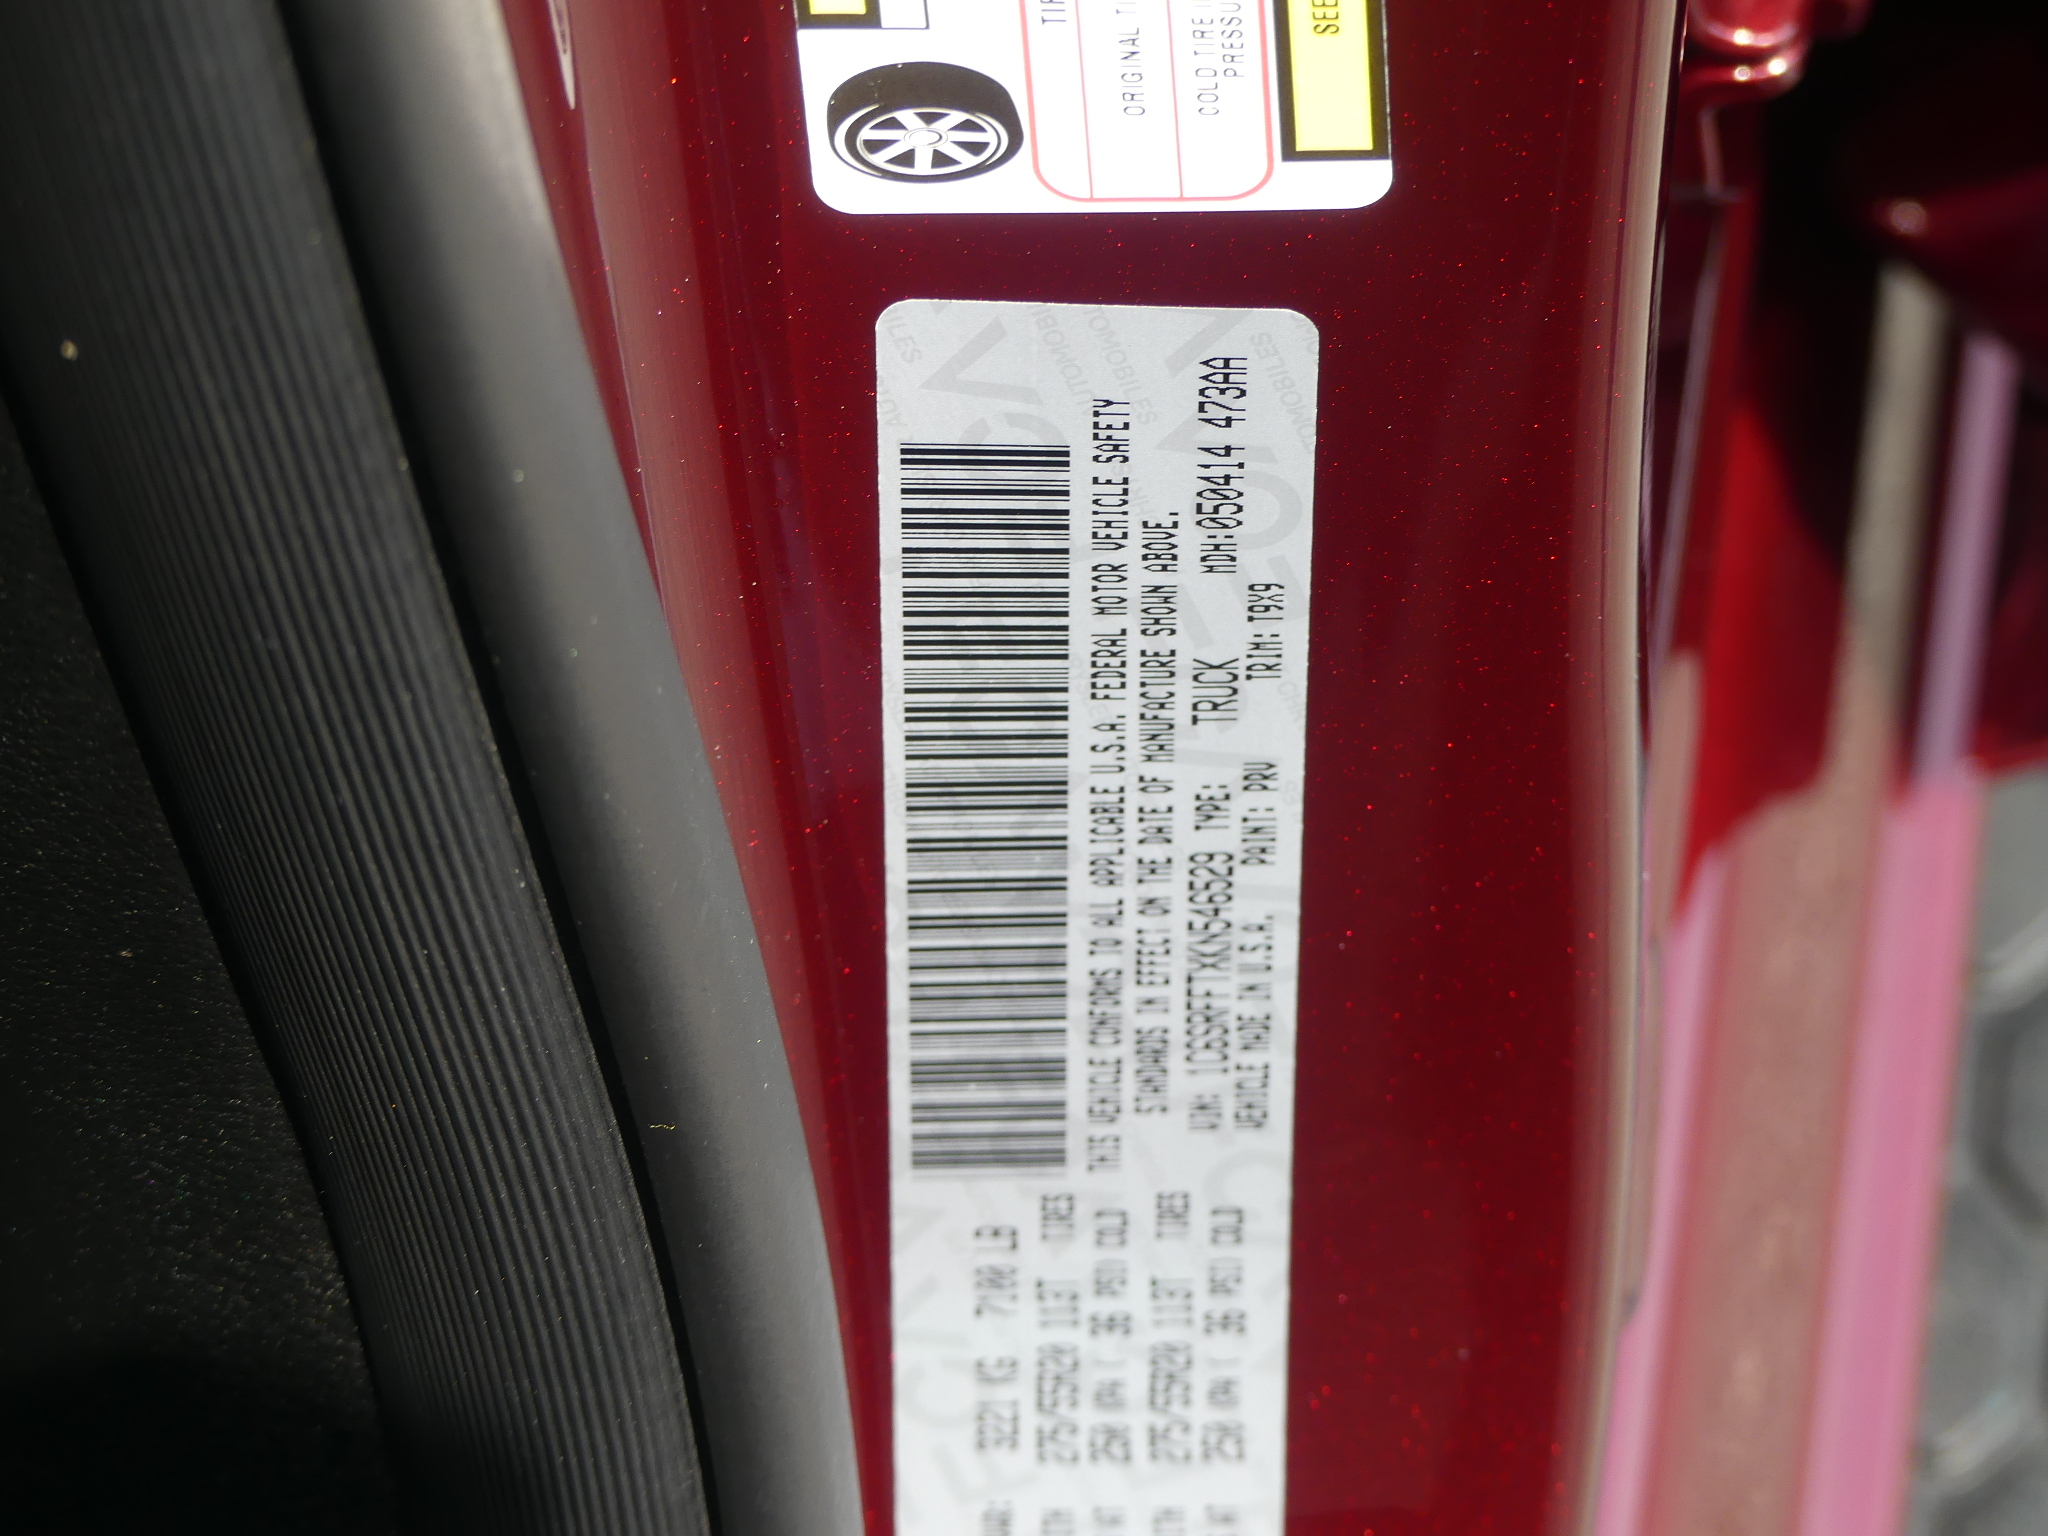 TIR
ORIGINAL TI
COLD TIRE I
PRESSU
SEE
3221 KG 7100 LB
275/55R20 113T TIRES
250 KPA ( 36 PSI) COLD
275/55R20 113T TIRES
250 KPA ( 36 PSI) COLD
THIS VEHICLE CONFORMS TO ALL APPLICABLE U.S.A. FEDERAL MOTOR VEHICLE SAFETY
STANDARDS IN EFFECT ON THE DATE OF MANUFACTURE SHOWN ABOVE.
VIN: 1C6SRFFTXKN546529 TYPE: TRUCK MDH:050414 473AA
VEHICLE MADE IN U.S.A. PAINT: PRV TRIM: T9X9